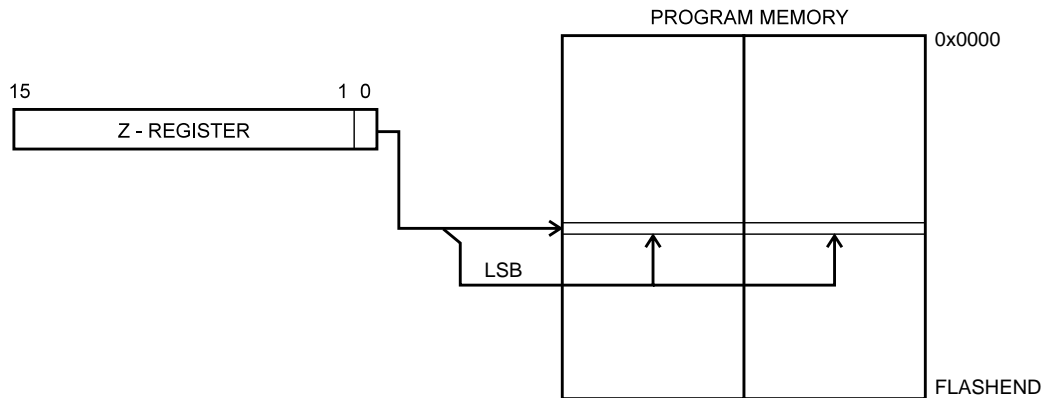 PROGRAM MEMORY
0x0000
15 1 0
Z - REGISTER
LSB
FLASHEND